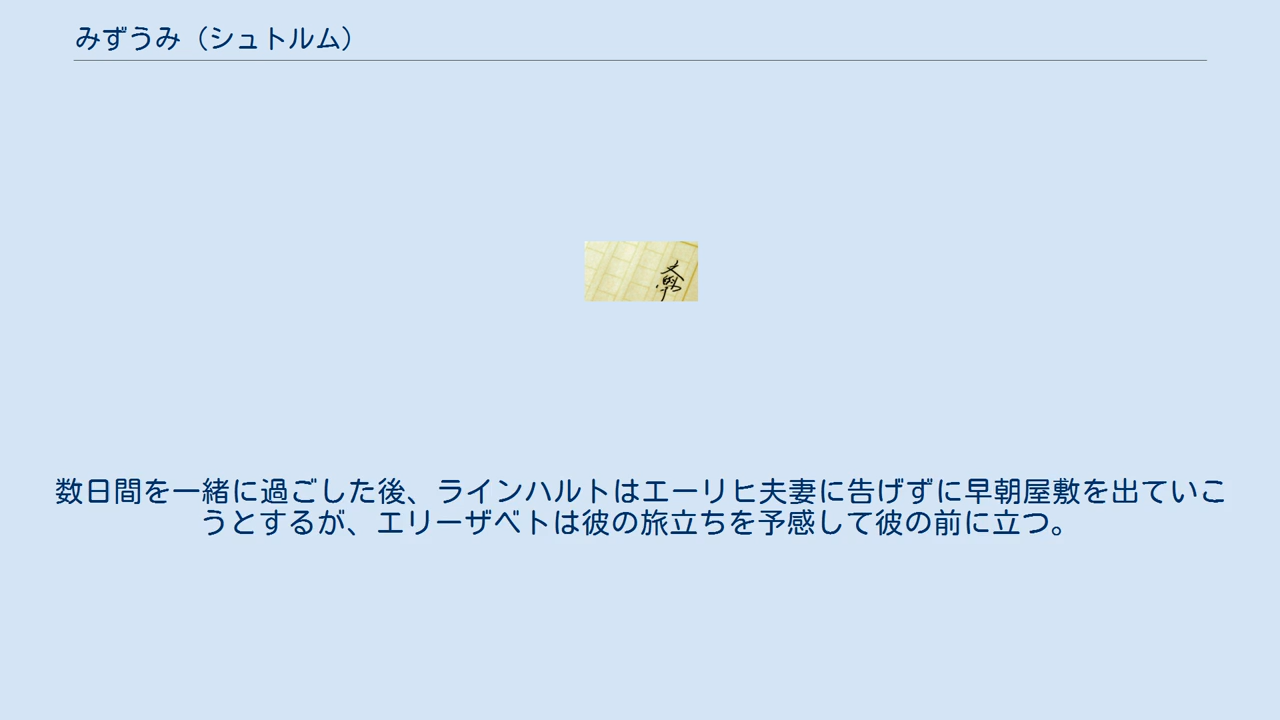 みずうみ（シュトルム）
数日間を一緒に過ごした後、ラインハルトはエーリヒ夫妻に告げずに早朝屋敷を出ていこ
うとするが、エリーザベトは彼の旅立ちを予感して彼の前に立つ。